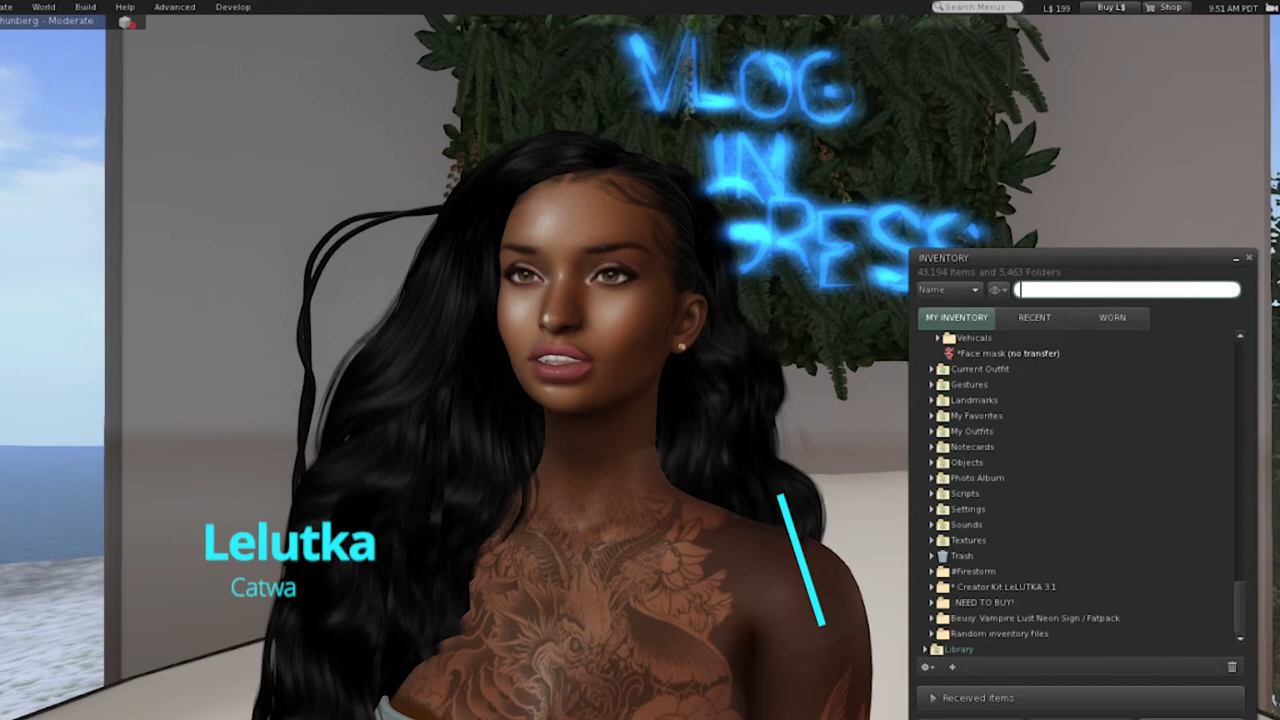 ate World Build Help Advanced Develop Search Menus L$ 199 Buy L$ Shop 9:51 AM PDT
hunberg - Moderate
VLOG
IN
GRESS
INVENTORY
43,194 Items and 5,463 Folders
Name
MY INVENTORY RECENT WORN
Vehicals
*Face mask (no transfer)
Current Outfit
Gestures
Landmarks
My Favorites
My Outfits
Notecards
Objects
Photo Album
Scripts
Settings
Sounds
Textures
Trash
#Firestorm
* Creator Kit LeLUTKA 3.1
NEED TO BUY!
Beusy Vampire Lust Neon Sign / Fatpack
Random inventory files
Library
Received items
Lelutka
Catwa